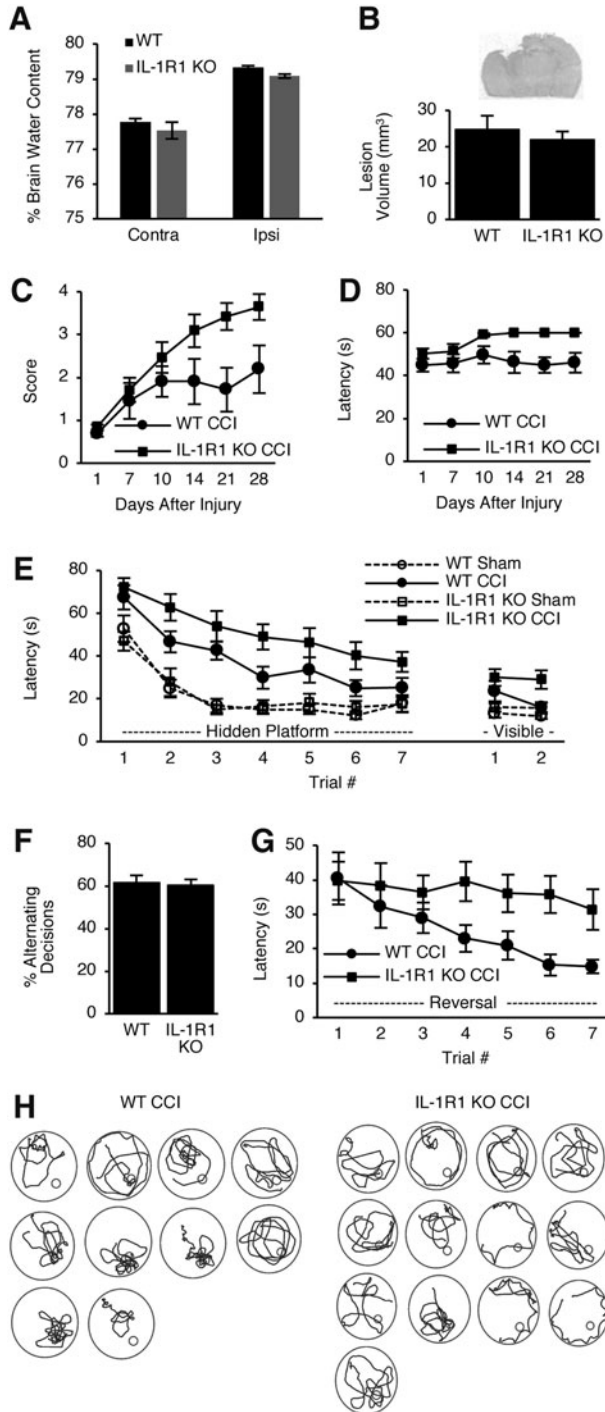 A
WT
IL-1R1 KO
% Brain Water Content
80
79
78
77
76
75
Contra
Ipsi
B
Lesion
Volume (mm³)
40
30
20
10
0
WT
IL-1R1 KO
C
Score
4
3
2
1
0
WT CCI
IL-1R1 KO CCI
1 7 10 14 21 28
Days After Injury
D
Latency (s)
80
60
40
20
0
WT CCI
IL-1R1 KO CCI
1 7 10 14 21 28
Days After Injury
E
Latency (s)
80
60
40
20
0
WT Sham
WT CCI
IL-1R1 KO Sham
IL-1R1 KO CCI
Hidden Platform
- Visible -
1 2 3 4 5 6 7 1 2
Trial #
F
% Alternating
Decisions
80
60
40
20
0
WT
IL-1R1
KO
G
Latency (s)
50
40
30
20
10
0
WT CCI
IL-1R1 KO CCI
Reversal
1 2 3 4 5 6 7
Trial #
H
WT CCI
IL-1R1 KO CCI